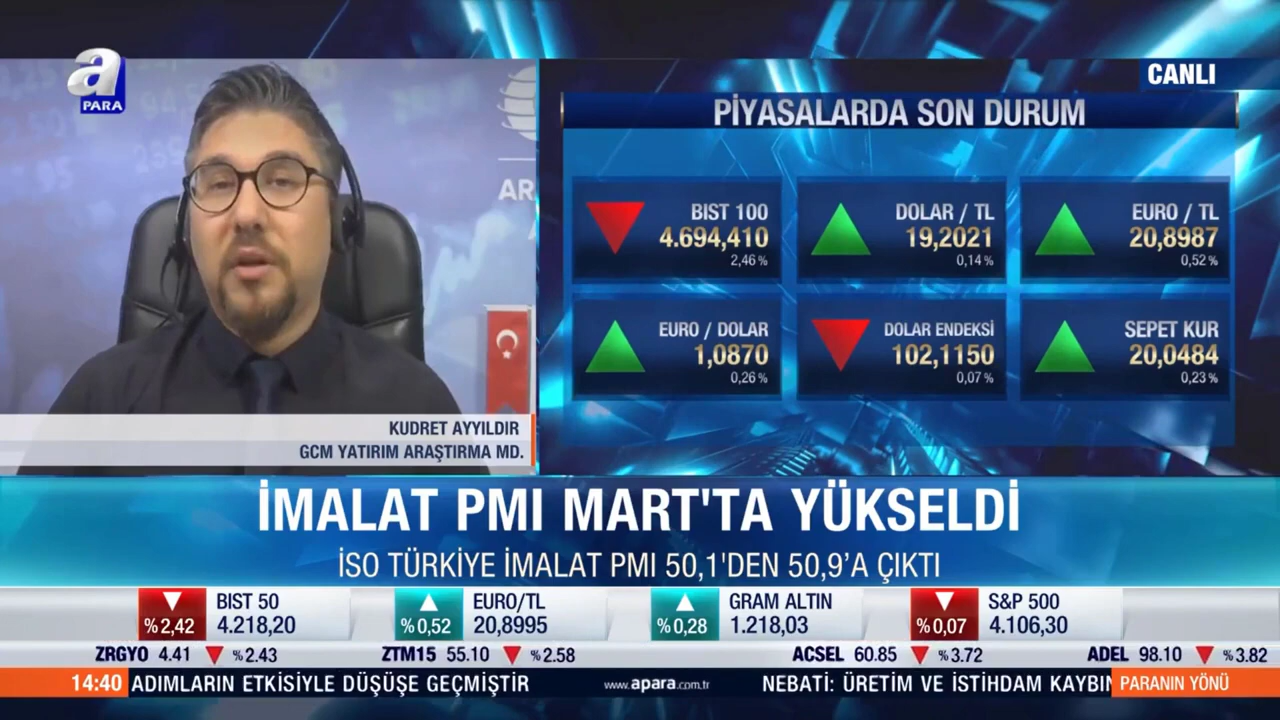 a
PARA
AR
CANLI
PİYASALARDA SON DURUM
BIST 100
4.694,410
2,46 %
DOLAR / TL
19,2021
0,14 %
EURO / TL
20,8987
0,52 %
EURO / DOLAR
1,0870
0,26 %
DOLAR ENDEKSİ
102,1150
0,07 %
SEPET KUR
20,0484
0,23 %
KUDRET AYYILDIR
GCM YATIRIM ARAŞTIRMA MD.
İMALAT PMI MART'TA YÜKSELDİ
İSO TÜRKİYE İMALAT PMI 50,1'DEN 50,9’A ÇIKTI
%2,42 BIST 50 4.218,20
%0,52 EURO/TL 20,8995
%0,28 GRAM ALTIN 1.218,03
%0,07 S&P 500 4.106,30
ZRGYO 4.41 %2.43 ZTM15 55.10 %2.58 ACSEL 60.85 %3.72 ADEL 98.10 %3.82
14:40 ADIMLARIN ETKİSİYLE DÜŞÜŞE GEÇMİŞTİR www.apara.com.tr NEBATİ: ÜRETİM VE İSTİHDAM KAYBIN PARANIN YÖNÜ